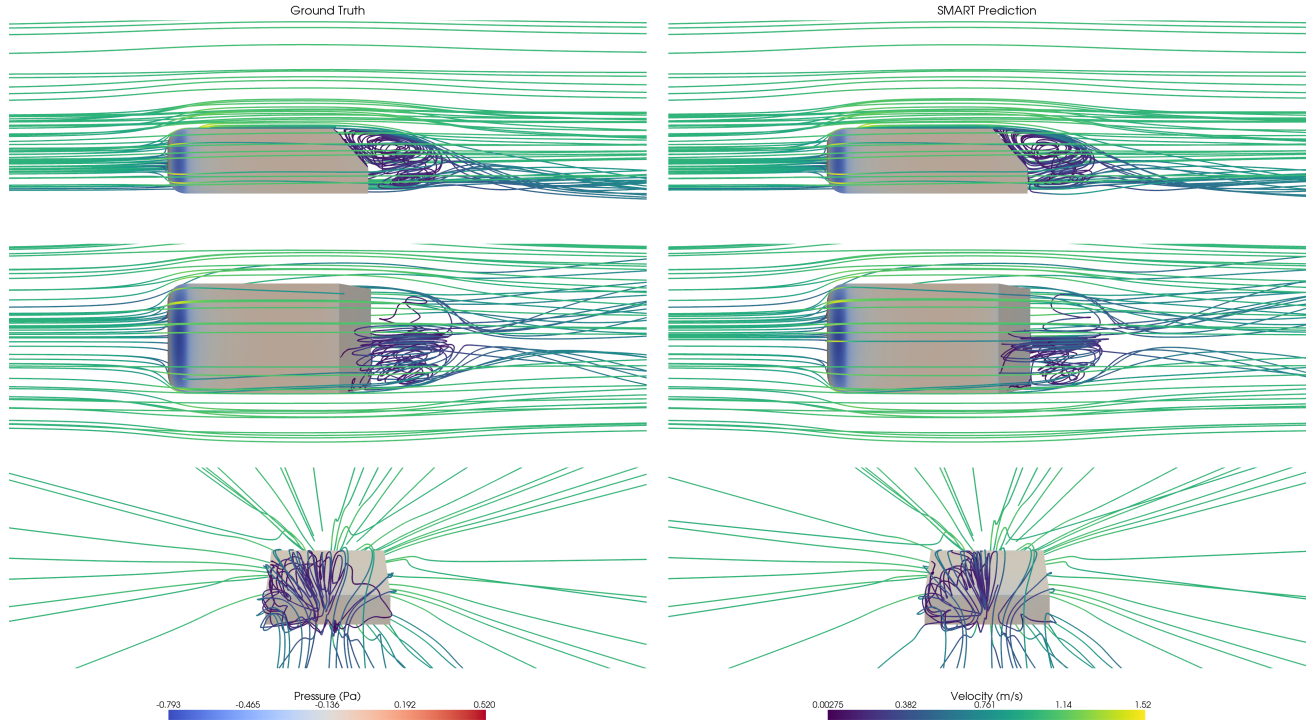 Ground Truth
SMART Prediction
Pressure (Pa)
-0.793 -0.465 -0.136 0.192 0.520
Velocity (m/s)
0.00275 0.382 0.761 1.14 1.52